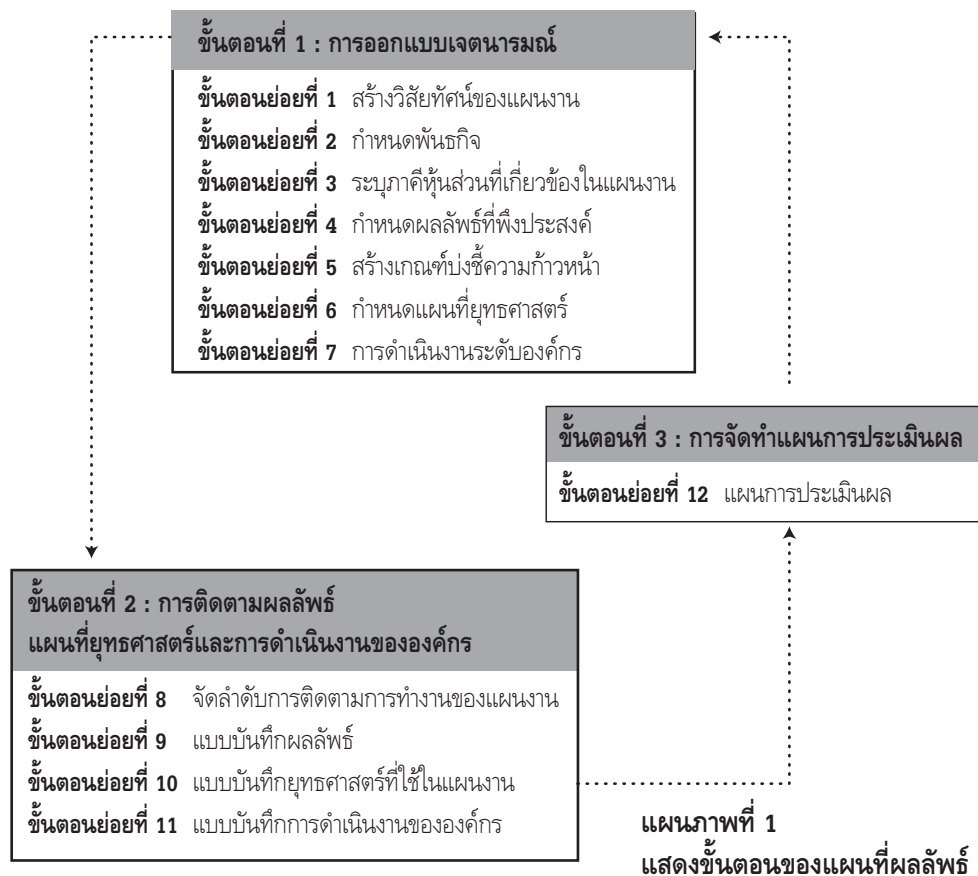 ขั้นตอนที่ 1 : การออกแบบเจตนารมณ์
ขั้นตอนย่อยที่ 1 สร้างวิสัยทัศน์ของแผนงาน
ขั้นตอนย่อยที่ 2 กำหนดพันธกิจ
ขั้นตอนย่อยที่ 3 ระบุภาคีหุ้นส่วนที่เกี่ยวข้องในแผนงาน
ขั้นตอนย่อยที่ 4 กำหนดผลลัพธ์ที่พึงประสงค์
ขั้นตอนย่อยที่ 5 สร้างเกณฑ์บ่งชี้ความก้าวหน้า
ขั้นตอนย่อยที่ 6 กำหนดแผนที่ยุทธศาสตร์
ขั้นตอนย่อยที่ 7 การดำเนินงานระดับองค์กร
ขั้นตอนที่ 3 : การจัดทำแผนการประเมินผล
ขั้นตอนย่อยที่ 12 แผนการประเมินผล
ขั้นตอนที่ 2 : การติดตามผลลัพธ์
แผนที่ยุทธศาสตร์และการดำเนินงานขององค์กร
ขั้นตอนย่อยที่ 8 จัดลำดับการติดตามการทำงานของแผนงาน
ขั้นตอนย่อยที่ 9 แบบบันทึกผลลัพธ์
ขั้นตอนย่อยที่ 10 แบบบันทึกยุทธศาสตร์ที่ใช้ในแผนงาน
ขั้นตอนย่อยที่ 11 แบบบันทึกการดำเนินงานขององค์กร
แผนภาพที่ 1
แสดงขั้นตอนของแผนที่ผลลัพธ์